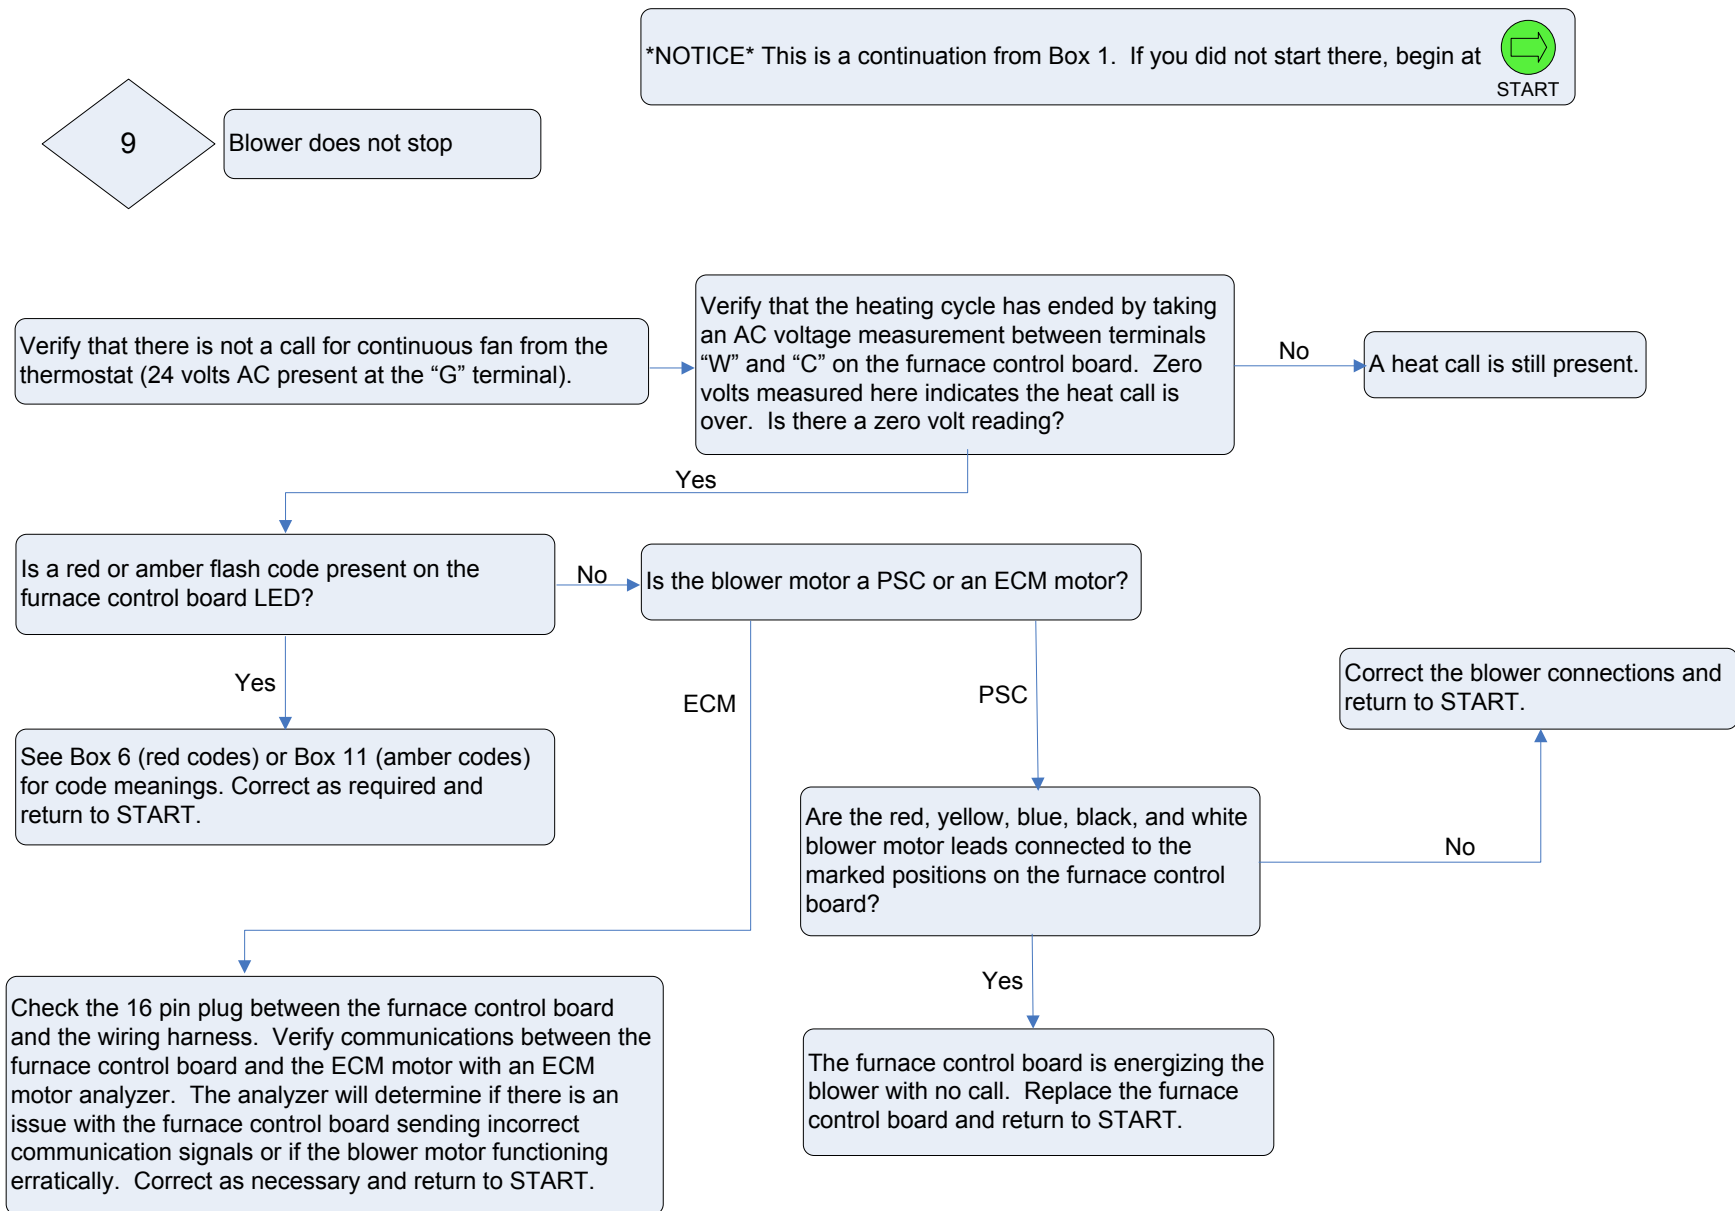 *NOTICE* This is a continuation from Box 1.  If you did not start there, begin at
START
9
Blower does not stop
Verify that there is not a call for continuous fan from the
thermostat (24 volts AC present at the “G” terminal).
Verify that the heating cycle has ended by taking
an AC voltage measurement between terminals
“W” and “C” on the furnace control board.  Zero
volts measured here indicates the heat call is
over.  Is there a zero volt reading?
No
A heat call is still present.
Yes
Is a red or amber flash code present on the
furnace control board LED?
No
Is the blower motor a PSC or an ECM motor?
Yes
ECM
PSC
Correct the blower connections and
return to START.
See Box 6 (red codes) or Box 11 (amber codes)
for code meanings. Correct as required and
return to START.
Are the red, yellow, blue, black, and white
blower motor leads connected to the
marked positions on the furnace control
board?
No
Yes
Check the 16 pin plug between the furnace control board
and the wiring harness.  Verify communications between the
furnace control board and the ECM motor with an ECM
motor analyzer.  The analyzer will determine if there is an
issue with the furnace control board sending incorrect
communication signals or if the blower motor functioning
erratically.  Correct as necessary and return to START.
The furnace control board is energizing the
blower with no call.  Replace the furnace
control board and return to START.